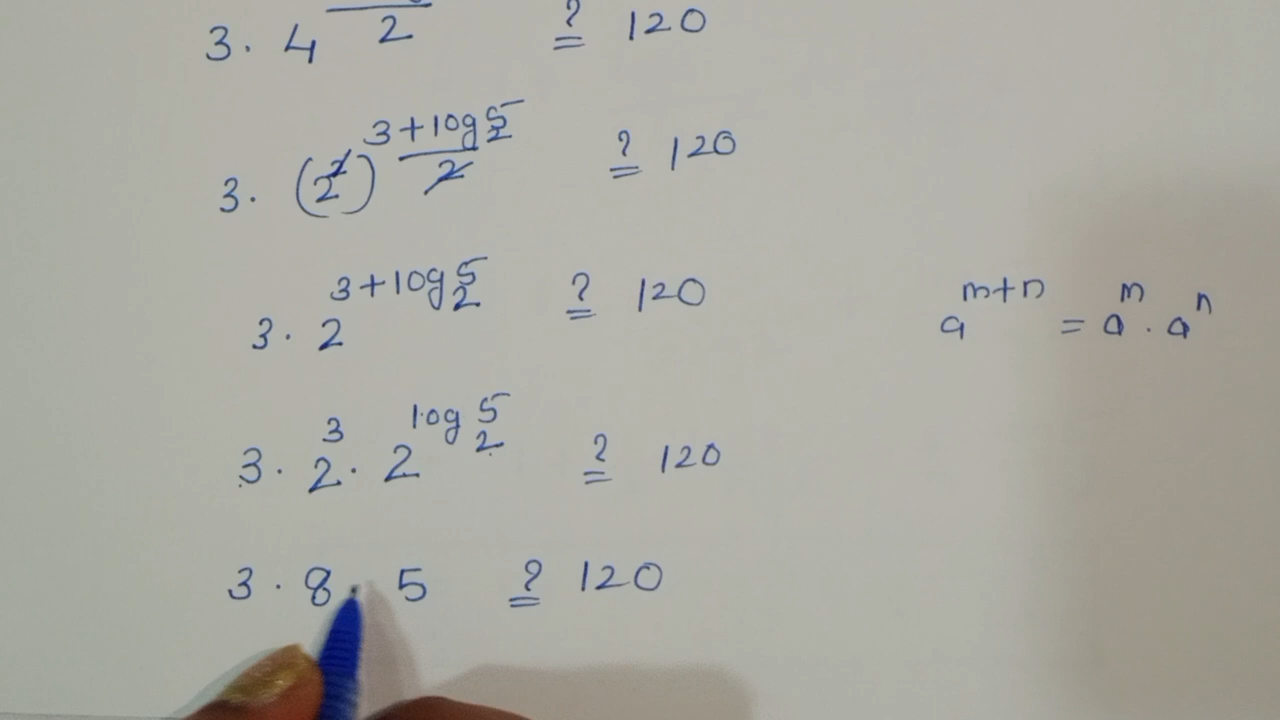 3 · 4 2 ?= 120
3 · (2²)^(3+log₂5)/2 ?= 120
3 · 2^(3+log₂5) ?= 120
a^(m+n) = a^m · a^n
3 · 2³ · 2^(log₂5) ?= 120
3 · 8 · 5 ?= 120